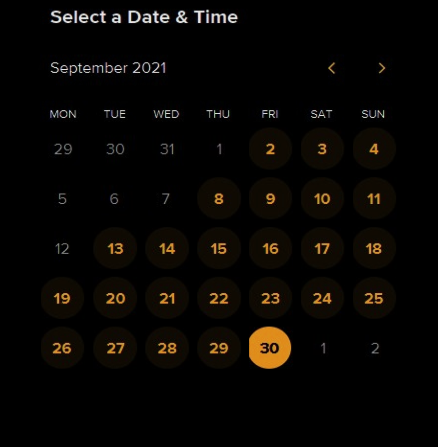 Select a Date & Time
September 2021
MON TUE WED THU FRI SAT SUN
29 30 31 1 2 3 4
5 6 7 8 9 10 11
12 13 14 15 16 17 18
19 20 21 22 23 24 25
26 27 28 29 30 1 2